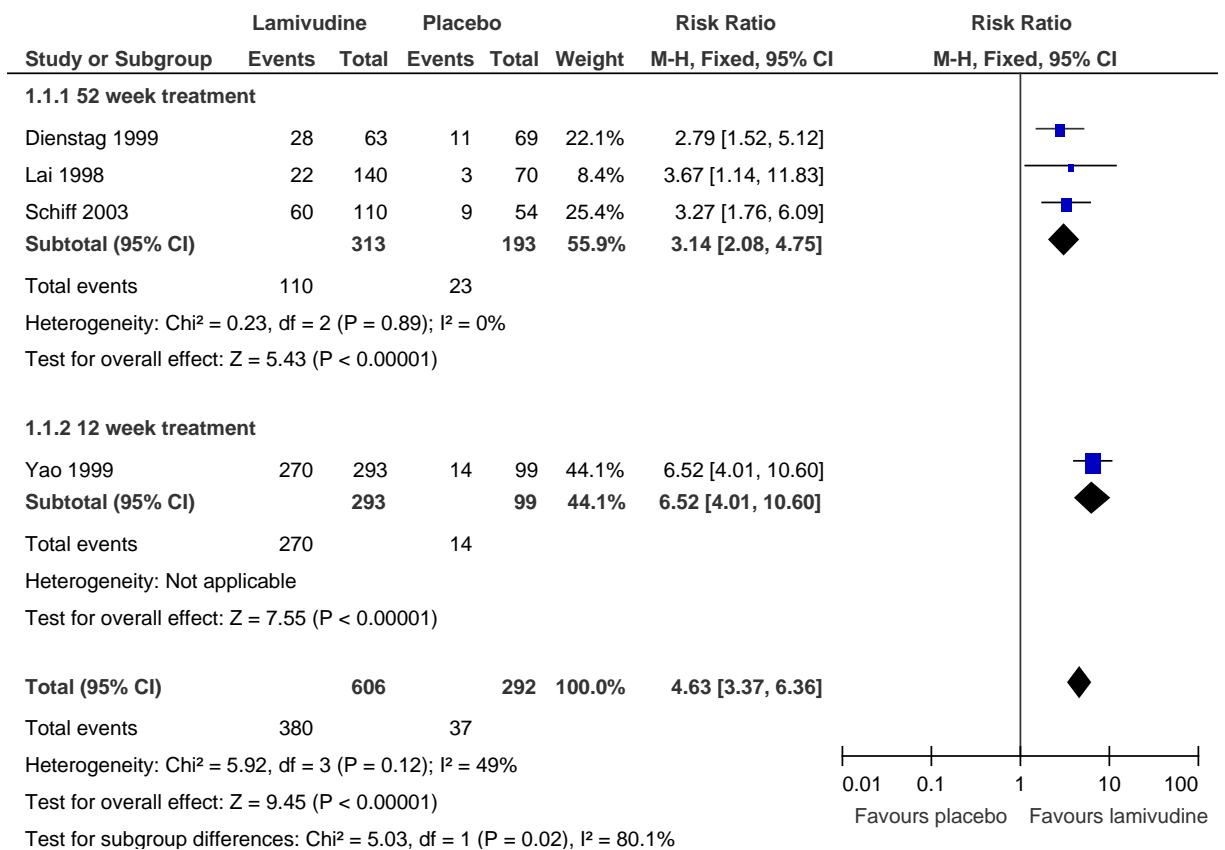 Lamivudine Placebo Risk Ratio Risk Ratio
Study or Subgroup Events Total Events Total Weight M-H, Fixed, 95% CI M-H, Fixed, 95% CI
1.1.1 52 week treatment
Dienstag 1999 28 63 11 69 22.1% 2.79 [1.52, 5.12]
Lai 1998 22 140 3 70 8.4% 3.67 [1.14, 11.83]
Schiff 2003 60 110 9 54 25.4% 3.27 [1.76, 6.09]
Subtotal (95% CI) 313 193 55.9% 3.14 [2.08, 4.75]
Total events 110 23
Heterogeneity: Chi² = 0.23, df = 2 (P = 0.89); I² = 0%
Test for overall effect: Z = 5.43 (P < 0.00001)
1.1.2 12 week treatment
Yao 1999 270 293 14 99 44.1% 6.52 [4.01, 10.60]
Subtotal (95% CI) 293 99 44.1% 6.52 [4.01, 10.60]
Total events 270 14
Heterogeneity: Not applicable
Test for overall effect: Z = 7.55 (P < 0.00001)
Total (95% CI) 606 292 100.0% 4.63 [3.37, 6.36]
Total events 380 37
Heterogeneity: Chi² = 5.92, df = 3 (P = 0.12); I² = 49%
Test for overall effect: Z = 9.45 (P < 0.00001)
Test for subgroup differences: Chi² = 5.03, df = 1 (P = 0.02), I² = 80.1%
0.01 0.1 1 10 100
Favours placebo Favours lamivudine